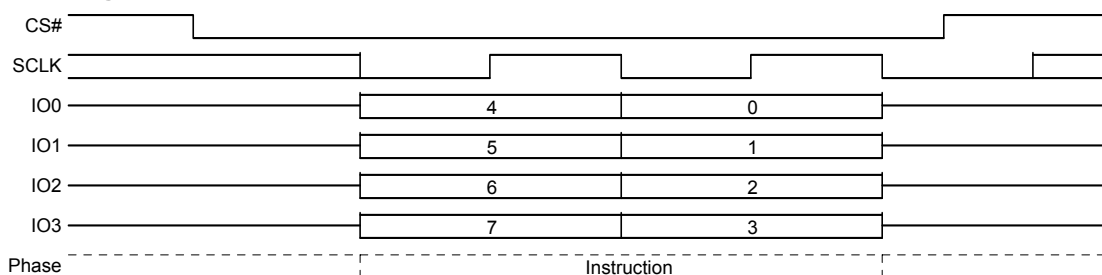 CS#
SCLK
IO0 4 0
IO1 5 1
IO2 6 2
IO3 7 3
Phase Instruction